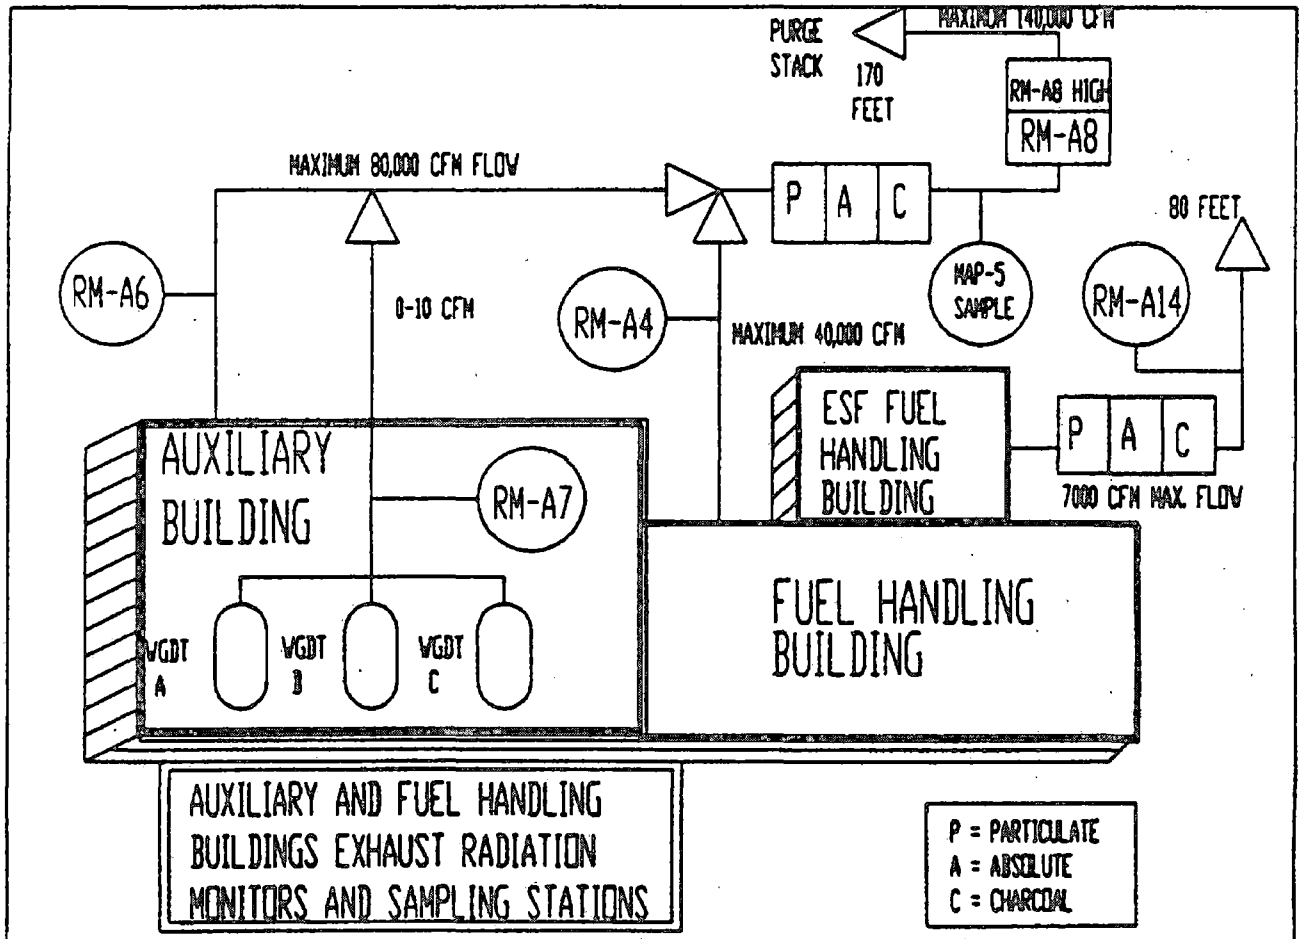 MAXIMUM 140,000 CFM
PURGE
STACK
170
FEET
RM-A8 HIGH
RM-A8
MAXIMUM 80,000 CFM FLOW
P A C
80 FEET
RM-A6
0-10 CFM
RM-A4
MAP-5
SAMPLE
RM-A14
MAXIMUM 40,000 CFM
ESF FUEL
HANDLING
BUILDING
P A C
7000 CFM MAX. FLOW
AUXILIARY
BUILDING
RM-A7
WGDT
A
WGDT
B
WGDT
C
FUEL HANDLING
BUILDING
AUXILIARY AND FUEL HANDLING
BUILDINGS EXHAUST RADIATION
MONITORS AND SAMPLING STATIONS
P = PARTICULATE
A = ABSOLUTE
C = CHARCOAL